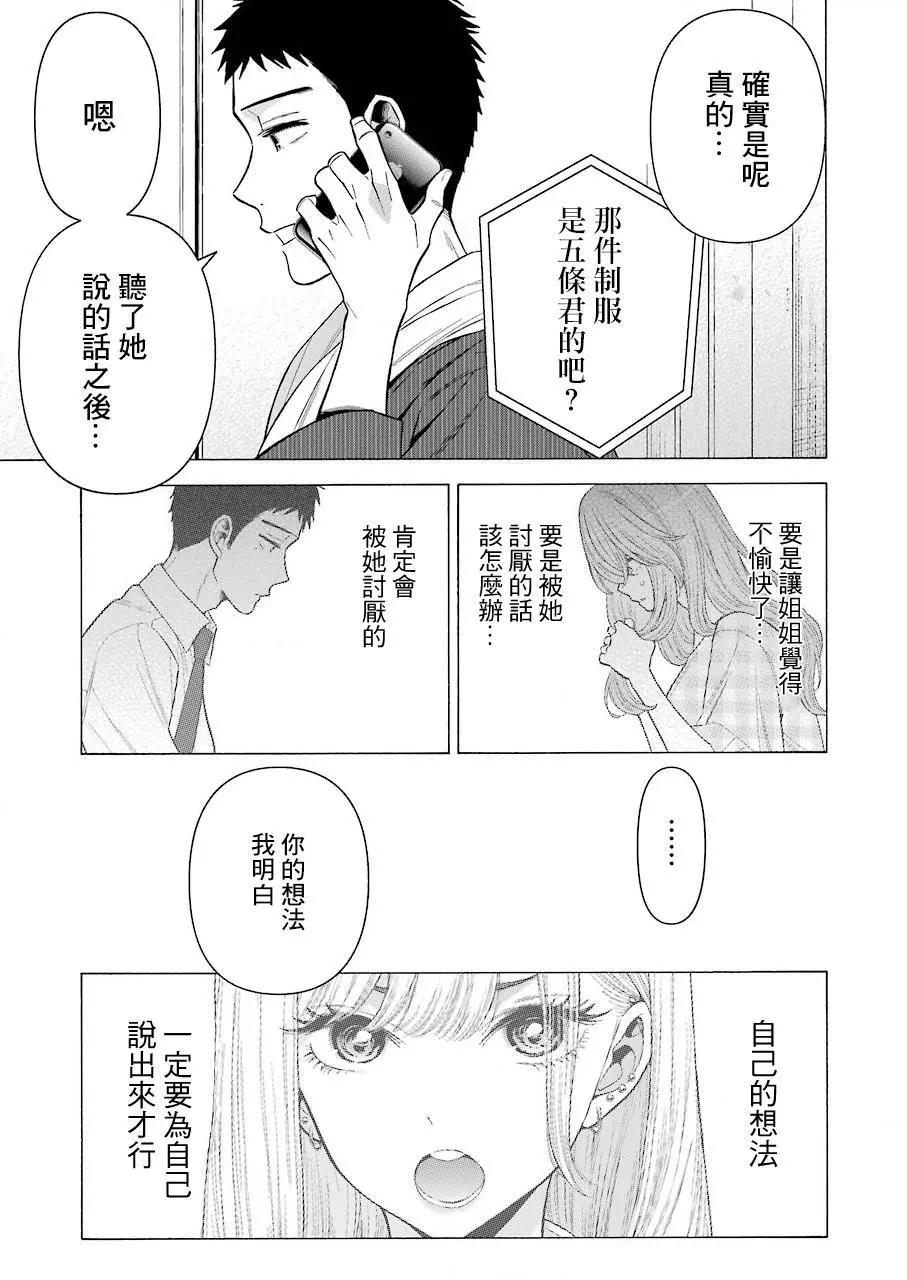 確實是呢
真的…
那件制服
是五條君的吧？
嗯
聽了她
說的話之後…
要是讓姐姐覺得
不愉快了…
要是被她
討厭的話
該怎麼辦…
肯定會
被她討厭的
……
你的想法
我明白
自己的想法
一定要為自己
說出來才行